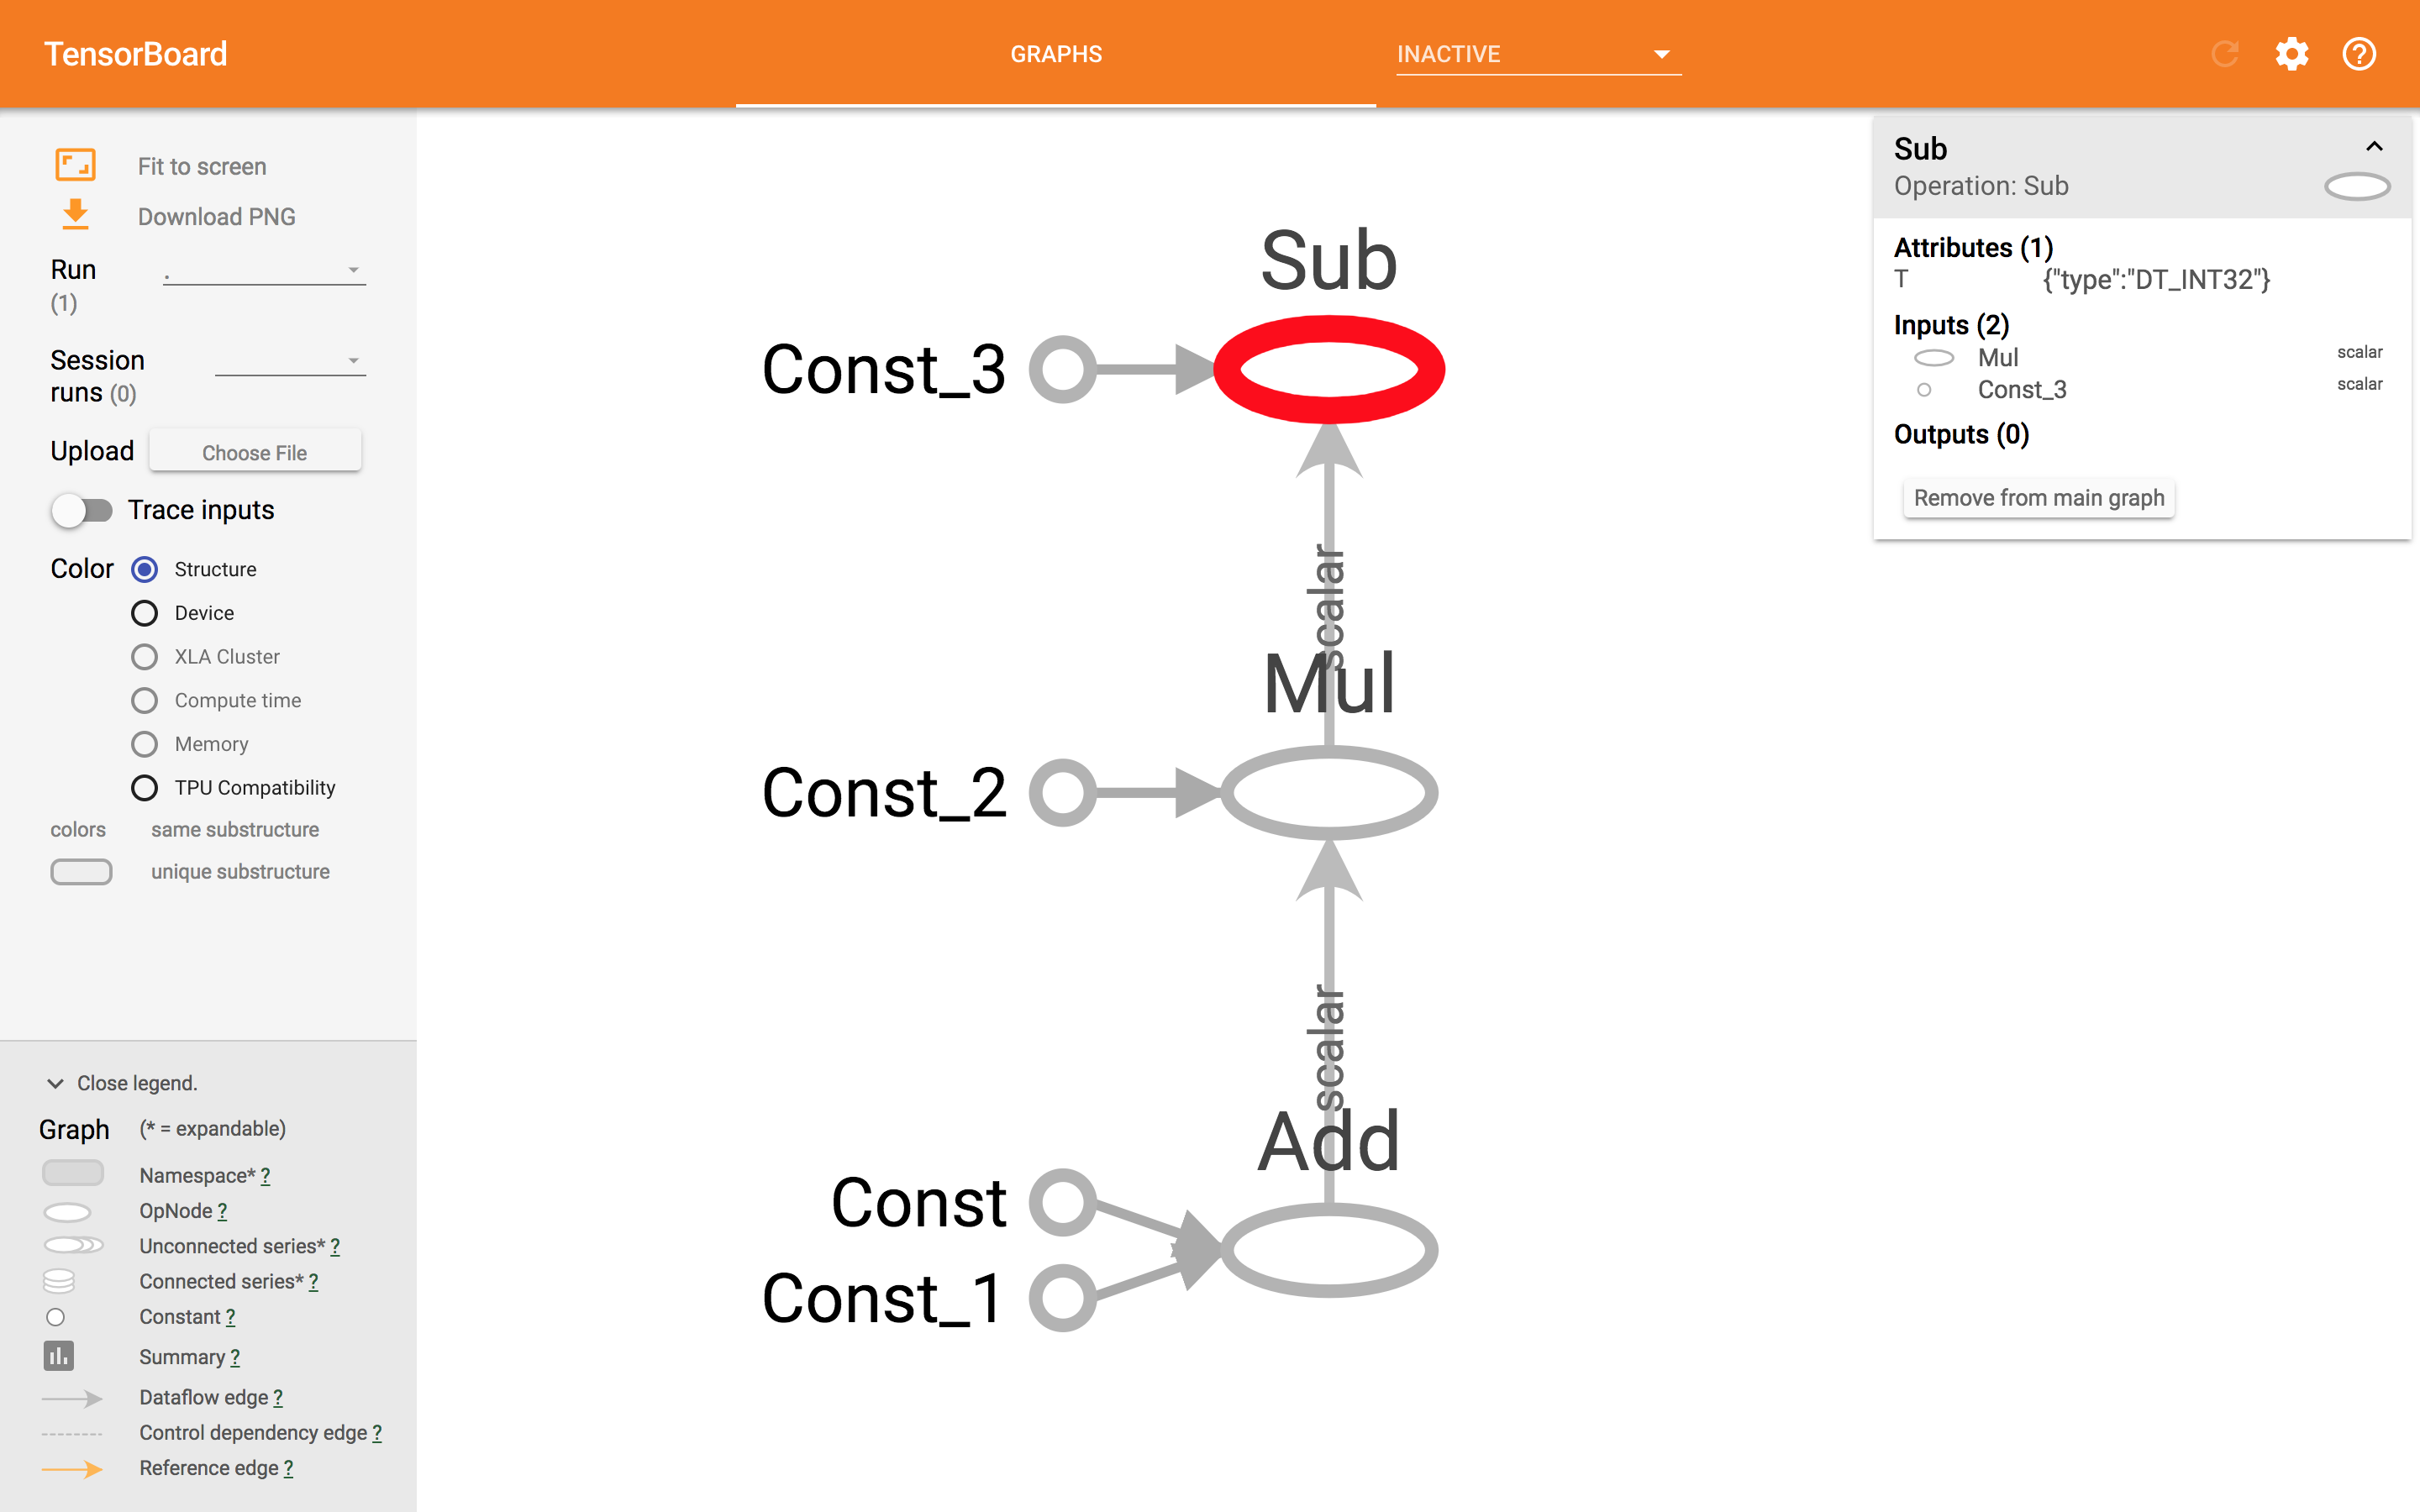 TensorBoard
GRAPHS
INACTIVE
Fit to screen
Download PNG
Run
(1)
.
Session
runs (0)
Upload
Choose File
Trace inputs
Color
Structure
Device
XLA Cluster
Compute time
Memory
TPU Compatibility
colors same substructure
unique substructure
Close legend.
Graph (* = expandable)
Namespace* ?
OpNode ?
Unconnected series* ?
Connected series* ?
Constant ?
Summary ?
Dataflow edge ?
Control dependency edge ?
Reference edge ?
Sub
Const_3
scalar
Mul
Const_2
scalar
Add
Const
Const_1
Sub
Operation: Sub
Attributes (1)
T {"type":"DT_INT32"}
Inputs (2)
Mul scalar
Const_3 scalar
Outputs (0)
Remove from main graph